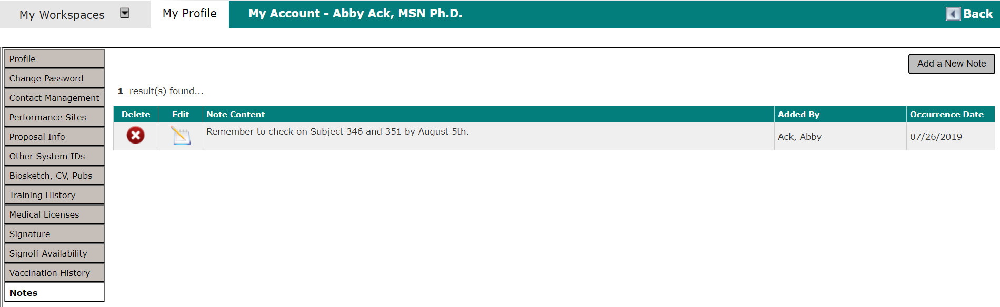 My Workspaces
My Profile
My Account - Abby Ack, MSN Ph.D.
Back
Profile
Change Password
Contact Management
Performance Sites
Proposal Info
Other System IDs
Biosketch, CV, Pubs
Training History
Medical Licenses
Signature
Signoff Availability
Vaccination History
Notes
Add a New Note
1 result(s) found...
Delete Edit Note Content Added By Occurrence Date
Remember to check on Subject 346 and 351 by August 5th. Ack, Abby 07/26/2019